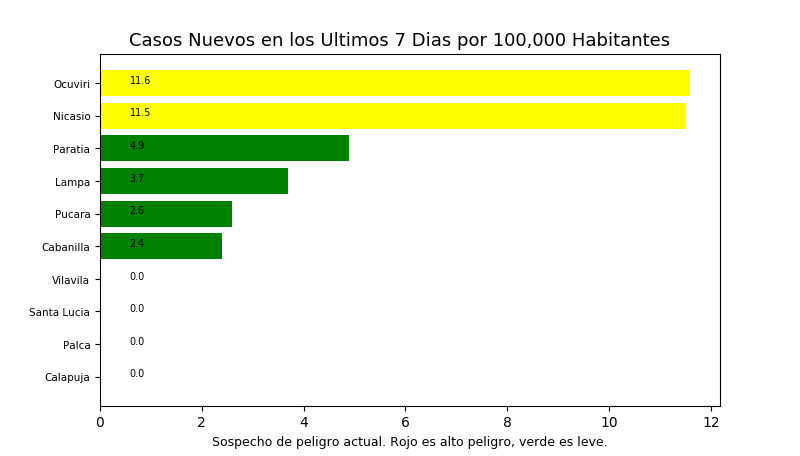 Casos Nuevos en los Ultimos 7 Dias por 100,000 Habitantes
Ocuviri 11.6
Nicasio 11.5
Paratia 4.9
Lampa 3.7
Pucara 2.6
Cabanilla 2.4
Vilavila 0.0
Santa Lucia 0.0
Palca 0.0
Calapuja 0.0
0 2 4 6 8 10 12
Sospecho de peligro actual. Rojo es alto peligro, verde es leve.